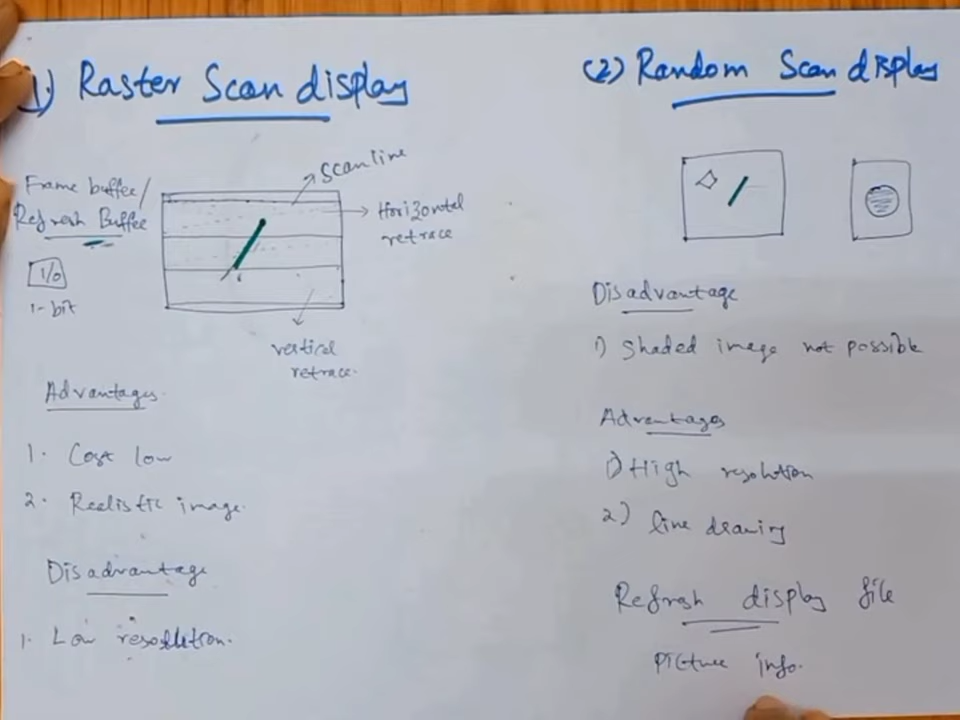 1) Raster Scan display
Frame buffer/
Refresh Buffer
1/0
1-bit
Scan line
Horizontal
retrace
vertical
retrace.
Advantages.
1. Cost low
2. Realistic image.
Disadvantage
1. Low resolution.
(2) Random Scan display
Disadvantage
1) Shaded image not possible
Advantages
1) High resolution
2) line drawing
Refresh display file
Picture info.